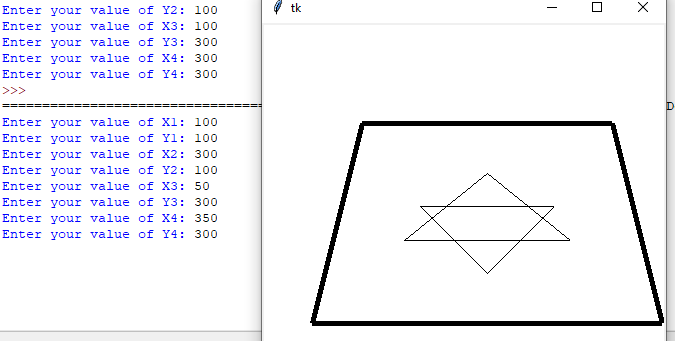 Enter your value of Y2: 100
Enter your value of X3: 100
Enter your value of Y3: 300
Enter your value of X4: 300
Enter your value of Y4: 300
>>>
================================= D
Enter your value of X1: 100
Enter your value of Y1: 100
Enter your value of X2: 300
Enter your value of Y2: 100
Enter your value of X3: 50
Enter your value of Y3: 300
Enter your value of X4: 350
Enter your value of Y4: 300
tk